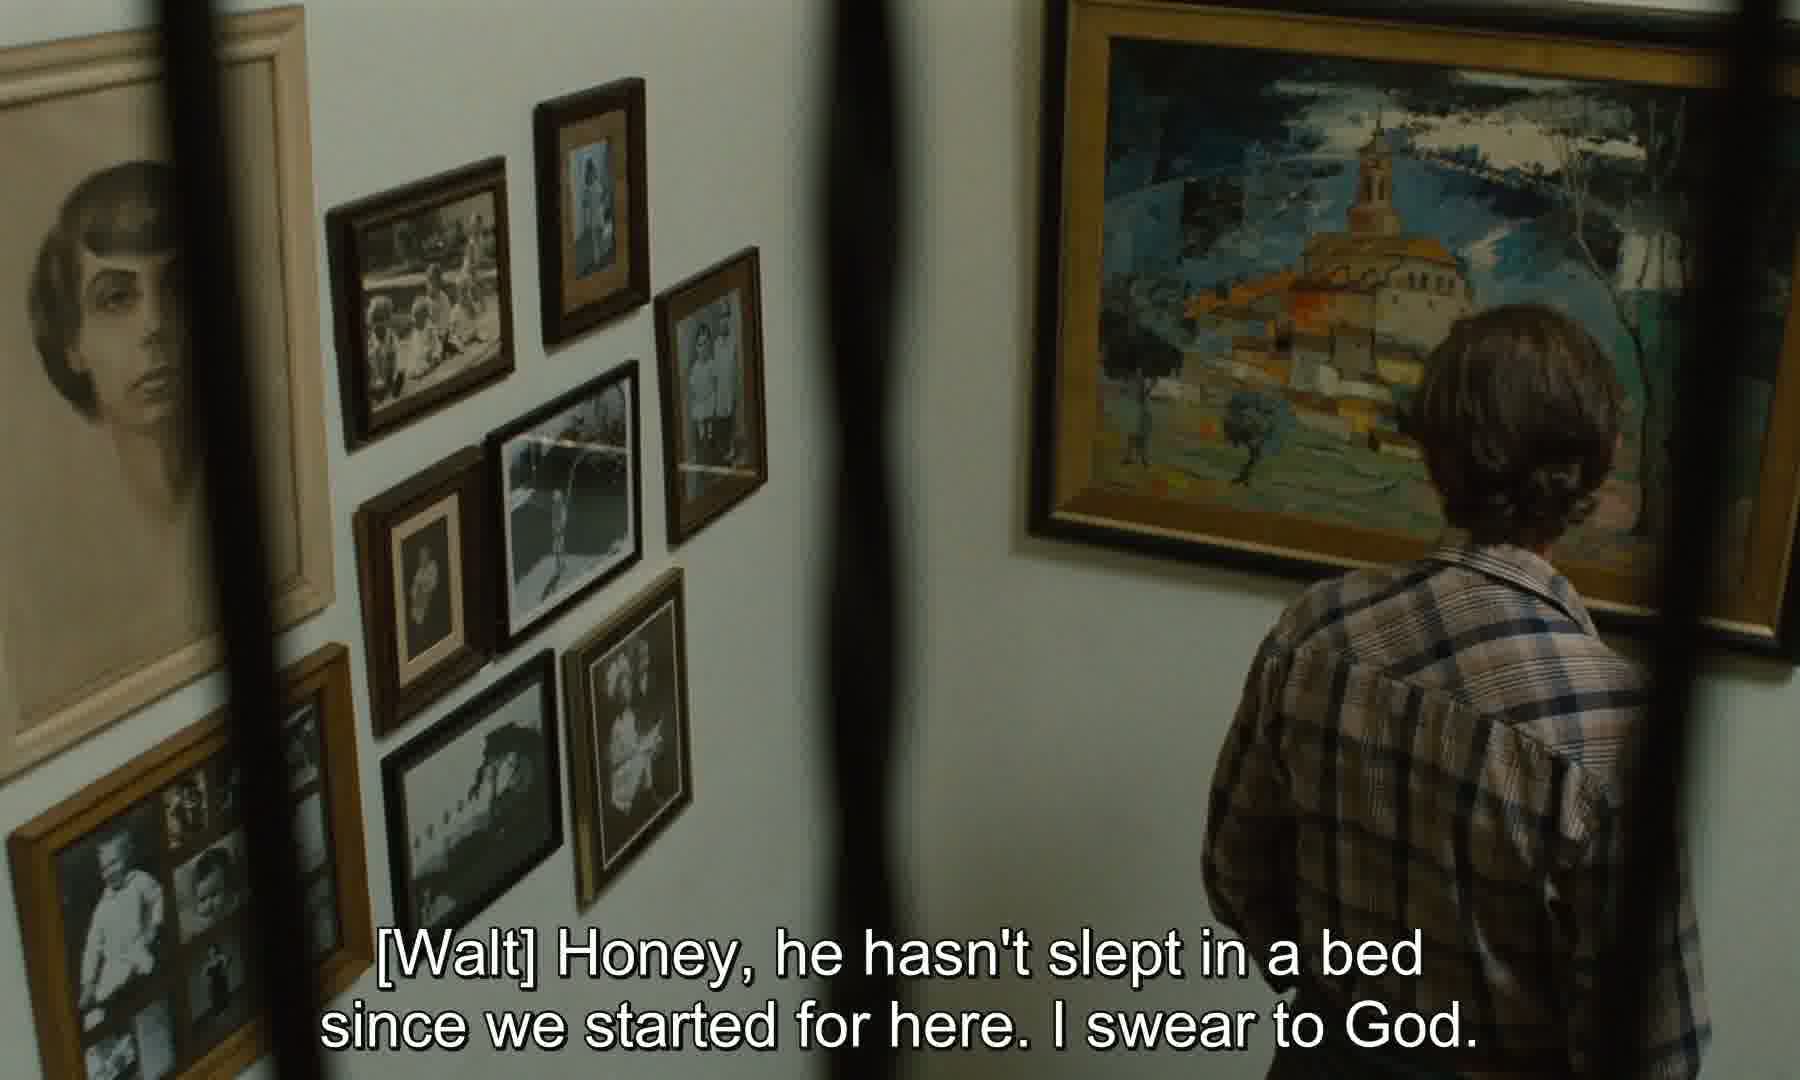 [Walt] Honey, he hasn't slept in a bed
since we started for here. I swear to God.